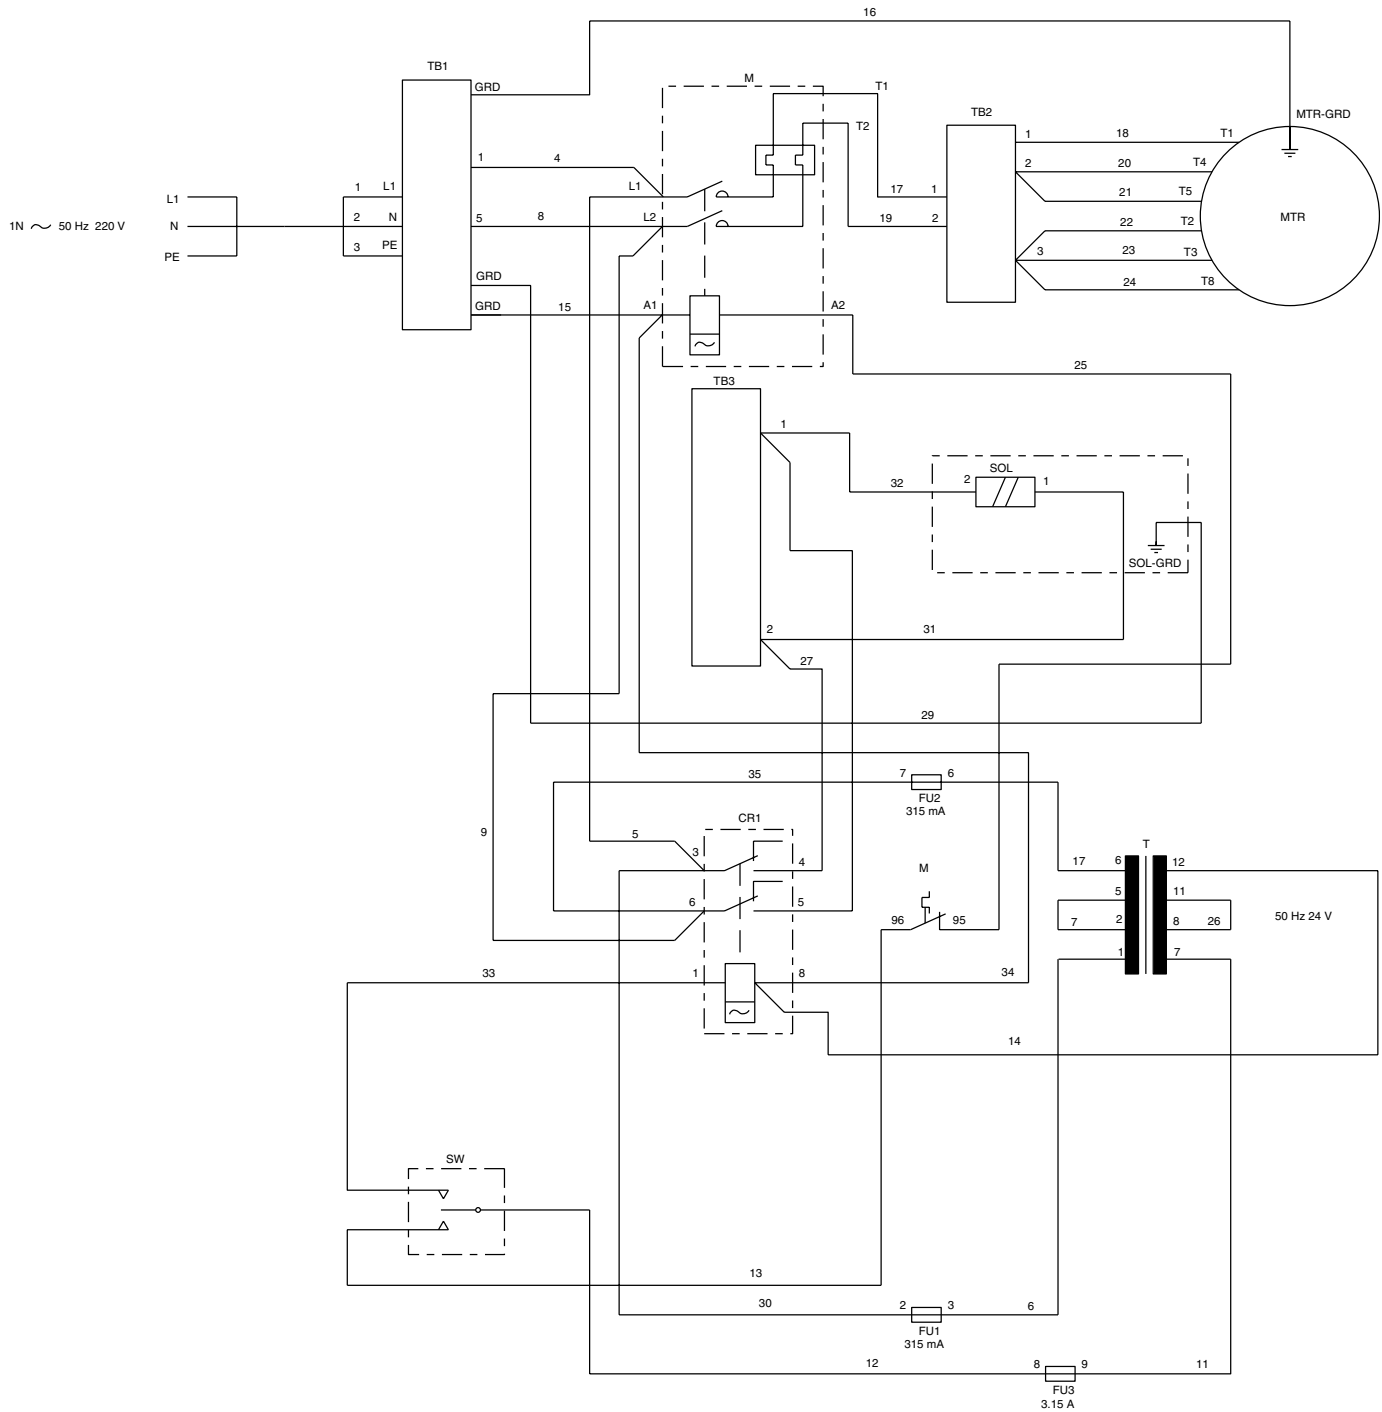 16
TB1
GRD
M
T1
T2
TB2
MTR-GRD
1
18
T1
1
4
2
20
T4
L1
1
L1
L1
17
1
21
T5
1N 50 Hz 220 V
N
2
N
5
8
L2
19
2
22
T2
MTR
PE
3
PE
3
23
T3
GRD
24
T8
GRD
15
A1
A2
25
TB3
1
SOL
32
2
1
SOL-GRD
2
31
27
29
35
7
6
FU2
315 mA
9
5
CR1
3
4
M
T
17
6
12
5
11
6
5
96
95
7
2
8
26
50 Hz 24 V
1
7
33
1
8
34
14
SW
13
30
2
3
6
FU1
315 mA
12
8
9
11
FU3
3.15 A